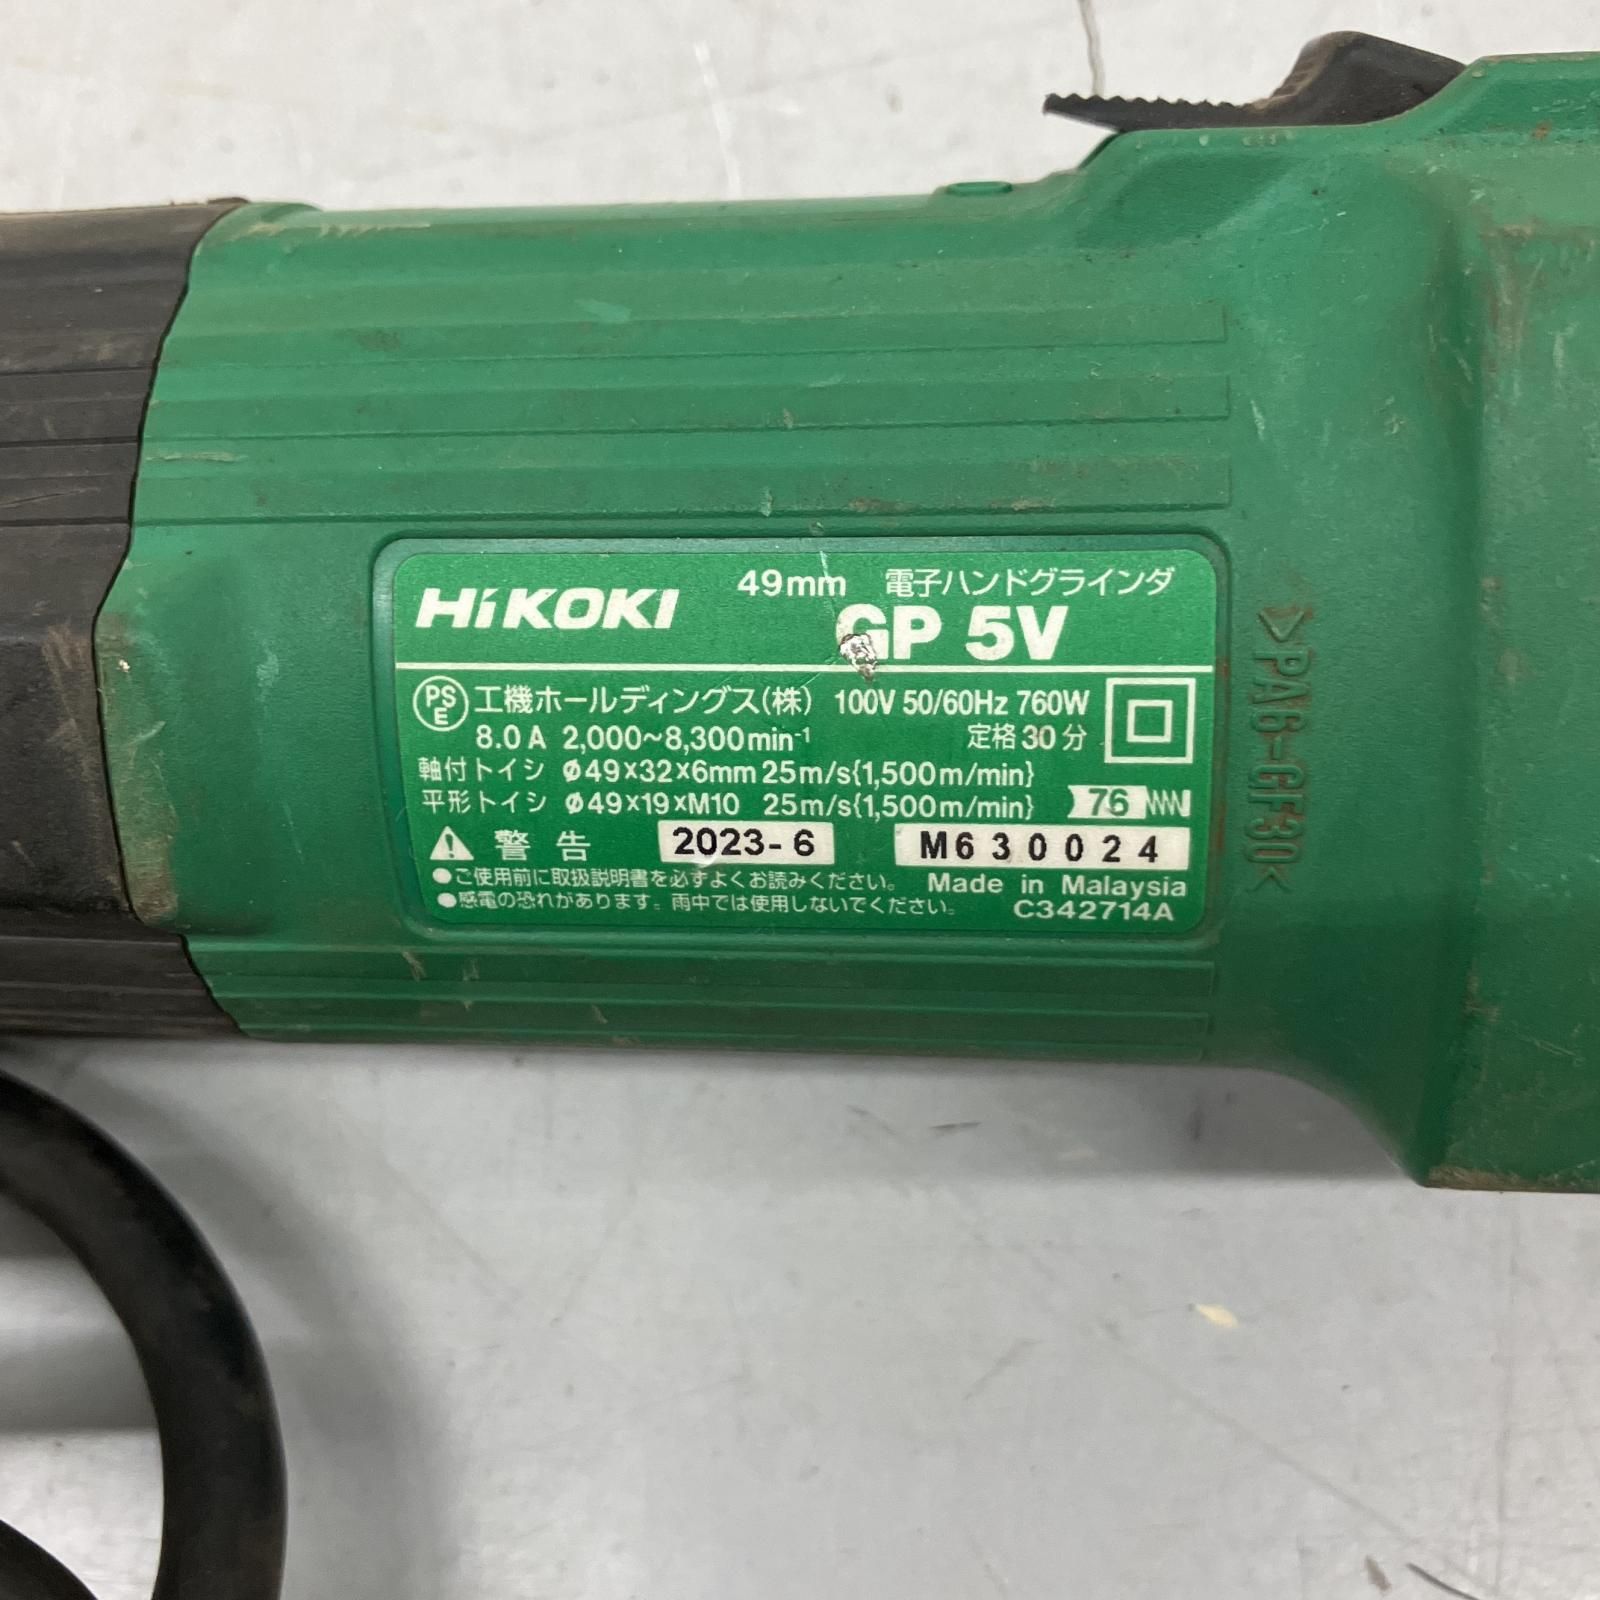 49mm 電子ハンドグラインダ
HiKOKI GP 5V
PS E 工機ホールディングス(株) 100V 50/60Hz 760W
8.0A 2,000~8,300min-1 定格30分
軸付トイシ φ49×32×6mm 25m/s{1,500m/min}
平形トイシ φ49×19×M10 25m/s{1,500m/min} 76
警告 2023-6 M630024
●ご使用前に取扱説明書を必ずよくお読みください。 Made in Malaysia
●感電の恐れがあります。雨中では使用しないでください。 C342714A
>PA6-GF30<